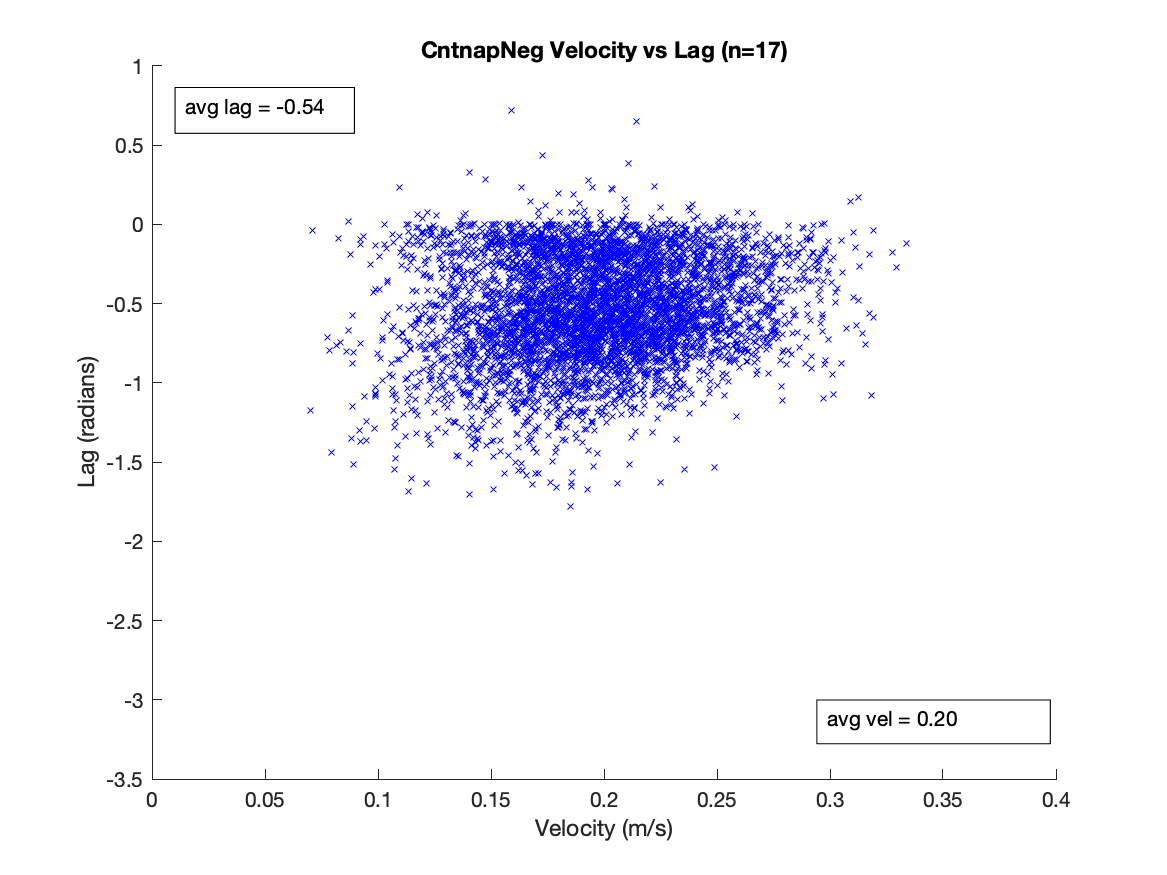 CntnapNeg Velocity vs Lag (n=17)
avg lag = -0.54
1
0.5
0
-0.5
-1
-1.5
-2
-2.5
-3
-3.5
Lag (radians)
avg vel = 0.20
0 0.05 0.1 0.15 0.2 0.25 0.3 0.35 0.4
Velocity (m/s)